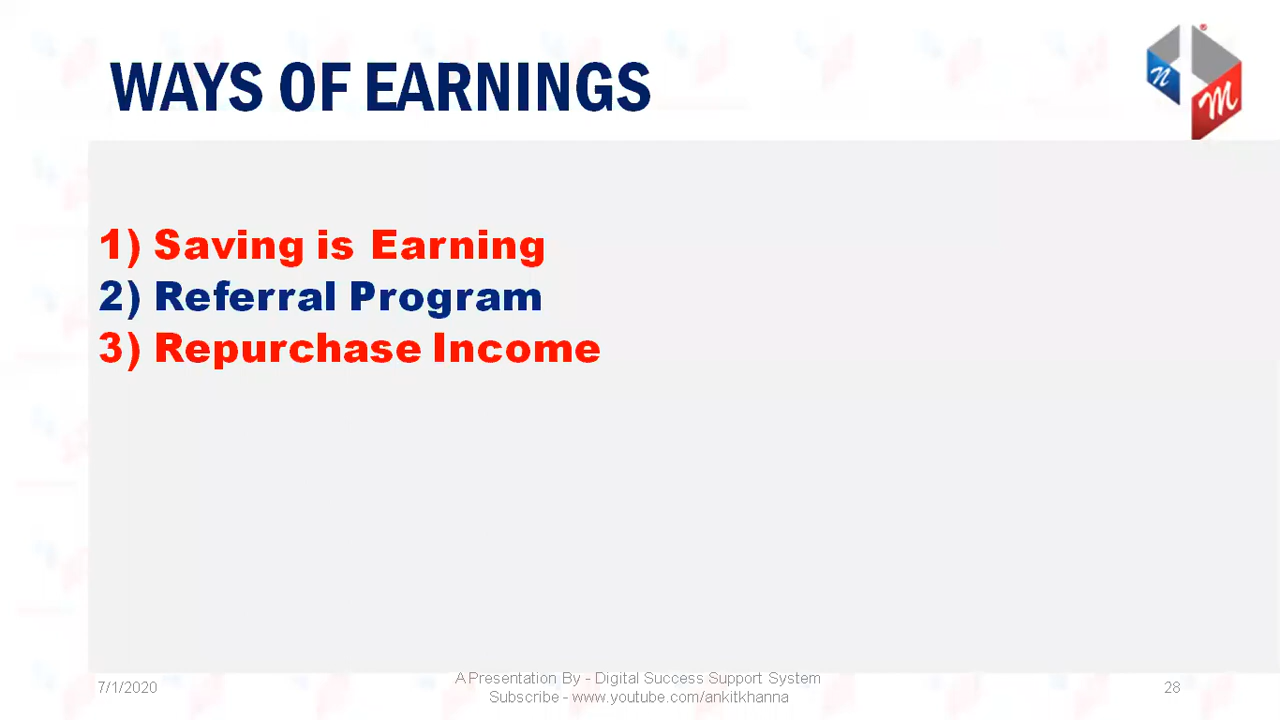 WAYS OF EARNINGS
n
M
1) Saving is Earning
2) Referral Program
3) Repurchase Income
7/1/2020
A Presentation By - Digital Success Support System
Subscribe - www.youtube.com/ankitkhanna
28